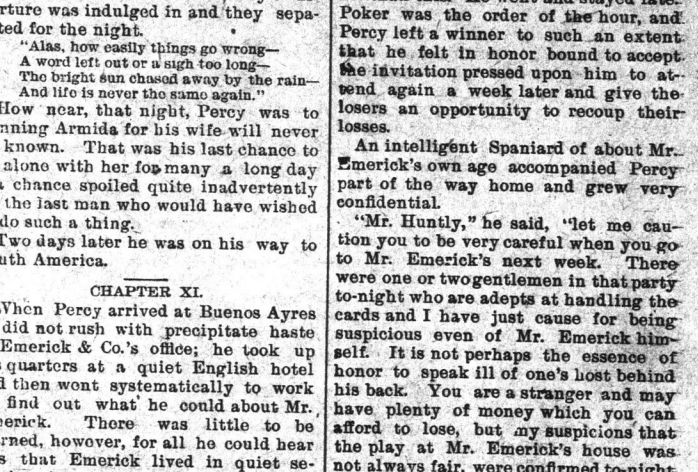 rture was indulged in and they sepa-
ted for the night.
"Alas, how easily things go wrong—
A word left out or a sigh too long—
The bright sun chased away by the rain—
And life is never the same again."
How near, that night, Percy was to
nning Armida for his wife will never
known. That was his last chance to
alone with her for many a long day
a chance spoiled quite inadvertently
the last man who would have wished
do such a thing.
Two days later he was on his way to
uth America.
CHAPTER XI.
When Percy arrived at Buenos Ayres
did not rush with precipitate haste
Emerick & Co.'s office; he took up
quarters at a quiet English hotel
d then went systematically to work
find out what he could about Mr.
erick. There was little to be
rned, however, for all he could hear
s that Emerick lived in quiet se-
Poker was the order of the hour, and
Percy left a winner to such an extent
that he felt in honor bound to accept
the invitation pressed upon him to at-
tend again a week later and give the
losers an opportunity to recoup their
losses.
An intelligent Spaniard of about Mr.
Emerick's own age accompanied Percy
part of the way home and grew very
confidential.
"Mr. Huntly," he said, "let me cau-
tion you to be very careful when you go
to Mr. Emerick's next week. There
were one or two gentlemen in that party
to-night who are adepts at handling the
cards and I have just cause for being
suspicious even of Mr. Emerick him-
self. It is not perhaps the essence of
honor to speak ill of one's host behind
his back. You are a stranger and may
have plenty of money which you can
afford to lose, but my suspicions that
the play at Mr. Emerick's house was
not always fair, were confirmed to-night